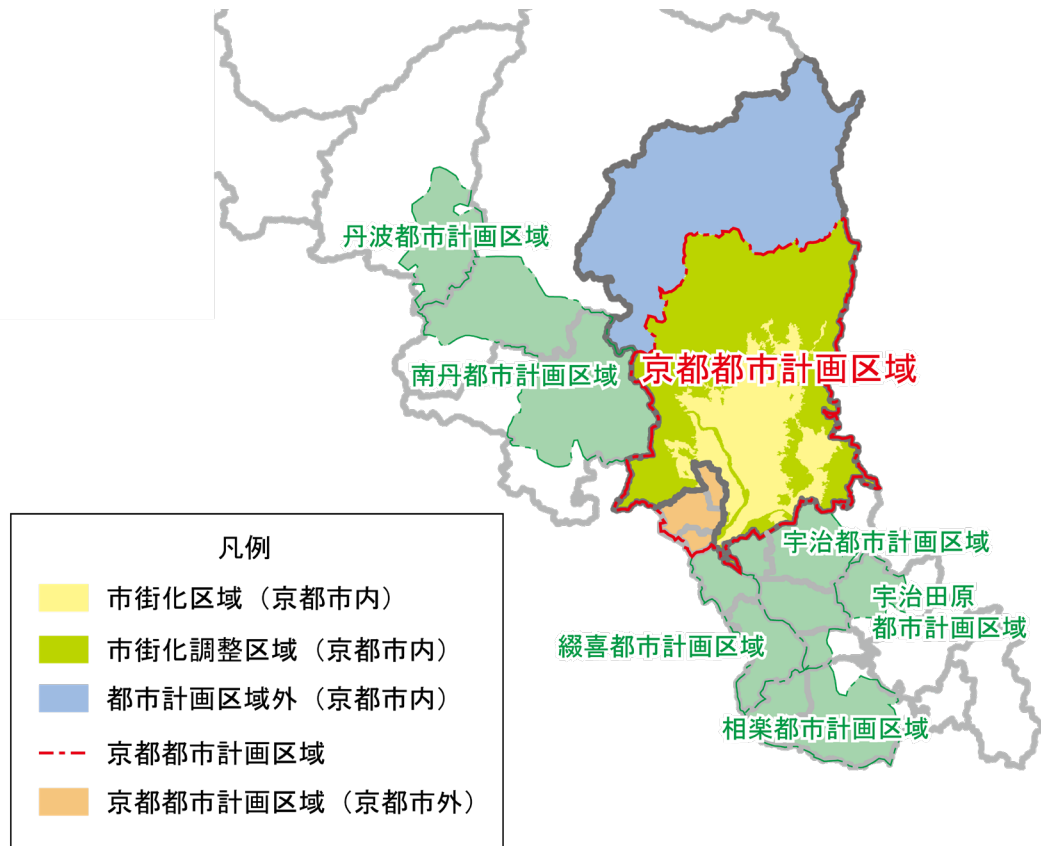 丹波都市計画区域
南丹都市計画区域
京都都市計画区域
宇治都市計画区域
宇治田原
都市計画区域
綴喜都市計画区域
相楽都市計画区域
凡例
市街化区域（京都市内）
市街化調整区域（京都市内）
都市計画区域外（京都市内）
京都都市計画区域
京都都市計画区域（京都市外）